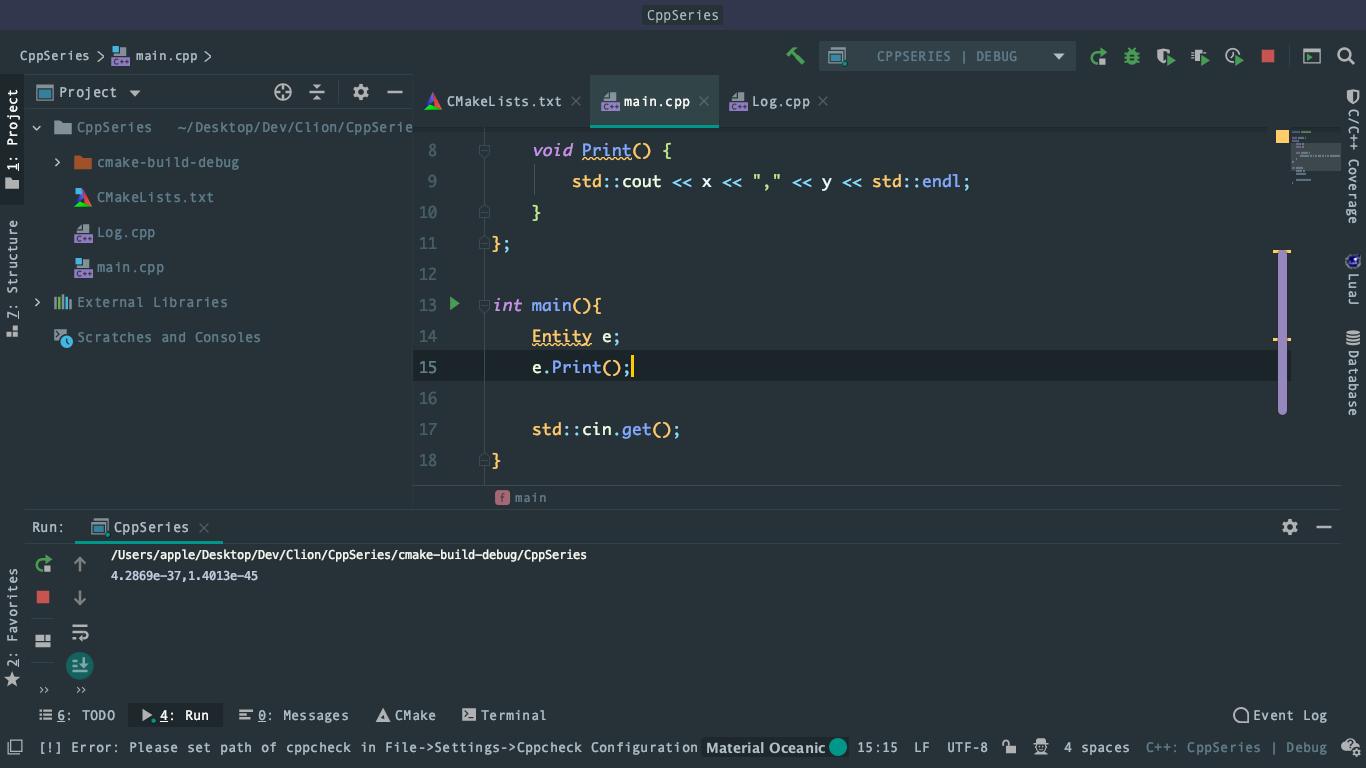 CppSeries
CppSeries > main.cpp >
CPPSERIES | DEBUG
1: Project
Z: Structure
2: Favorites
Project
CppSeries ~/Desktop/Dev/Clion/CppSerie
cmake-build-debug
CMakeLists.txt
Log.cpp
main.cpp
External Libraries
Scratches and Consoles
CMakeLists.txt × main.cpp × Log.cpp ×
8 void Print() {
9 std::cout << x << "," << y << std::endl;
10 }
11 };
12
13 int main(){
14 Entity e;
15 e.Print();
16
17 std::cin.get();
18 }
f main
C/C++ Coverage
LuaJ
Database
Run: CppSeries ×
/Users/apple/Desktop/Dev/Clion/CppSeries/cmake-build-debug/CppSeries
4.2869e-37,1.4013e-45
6: TODO 4: Run 0: Messages CMake Terminal Event Log
[!] Error: Please set path of cppcheck in File->Settings->Cppcheck Configuration Material Oceanic 15:15 LF UTF-8 4 spaces C++: CppSeries | Debug